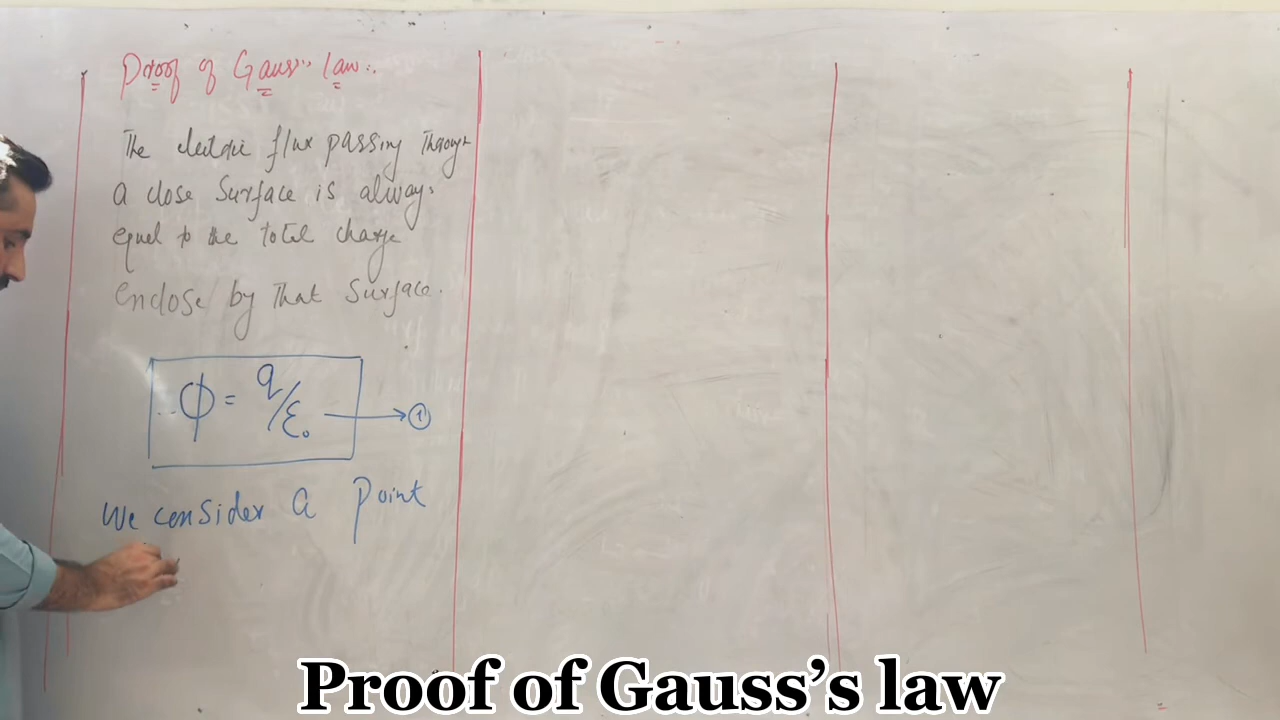 Proof of Gauss's law:.
The electric flux passing Through
a close Surface is always
equal to the total charge
enclose by That Surface.
ϕ = q/ε₀ → ①
We consider a Point
Proof of Gauss's law